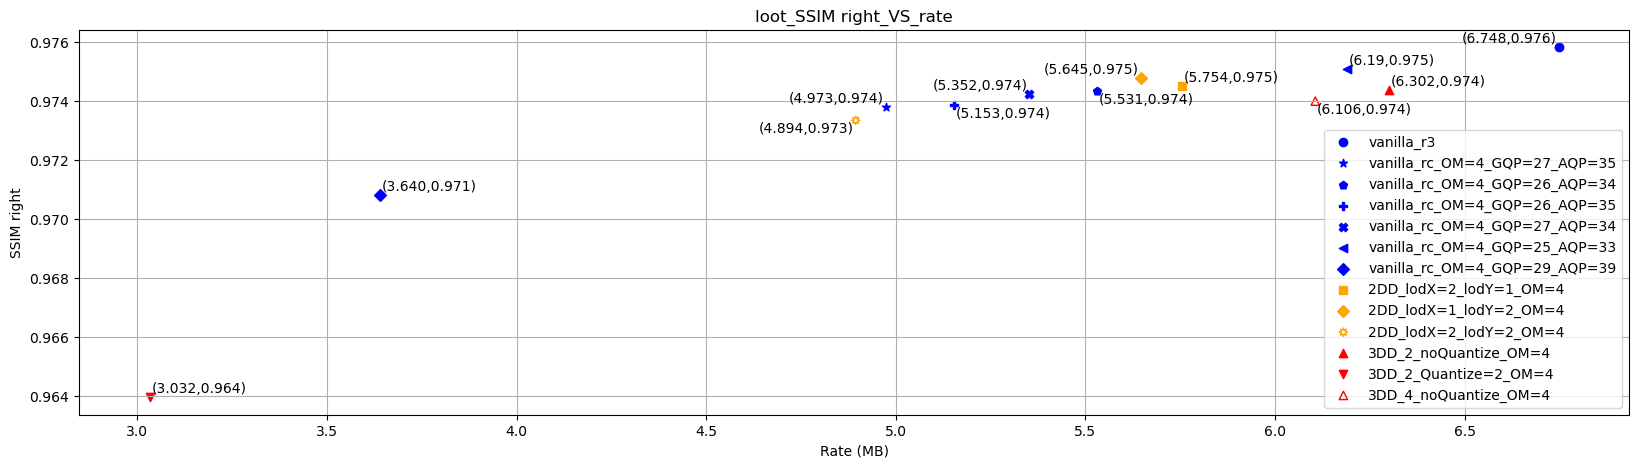 loot_SSIM right_VS_rate
SSIM right
0.976
0.974
0.972
0.970
0.968
0.966
0.964
(6.748,0.976)
(6.19,0.975)
(5.645,0.975)
(5.754,0.975)
(6.302,0.974)
(5.352,0.974)
(4.973,0.974)
(5.531,0.974)
(6.106,0.974)
(5.153,0.974)
(4.894,0.973)
(3.640,0.971)
(3.032,0.964)
vanilla_r3
vanilla_rc_OM=4_GQP=27_AQP=35
vanilla_rc_OM=4_GQP=26_AQP=34
vanilla_rc_OM=4_GQP=26_AQP=35
vanilla_rc_OM=4_GQP=27_AQP=34
vanilla_rc_OM=4_GQP=25_AQP=33
vanilla_rc_OM=4_GQP=29_AQP=39
2DD_lodX=2_lodY=1_OM=4
2DD_lodX=1_lodY=2_OM=4
2DD_lodX=2_lodY=2_OM=4
3DD_2_noQuantize_OM=4
3DD_2_Quantize=2_OM=4
3DD_4_noQuantize_OM=4
3.0 3.5 4.0 4.5 5.0 5.5 6.0 6.5
Rate (MB)